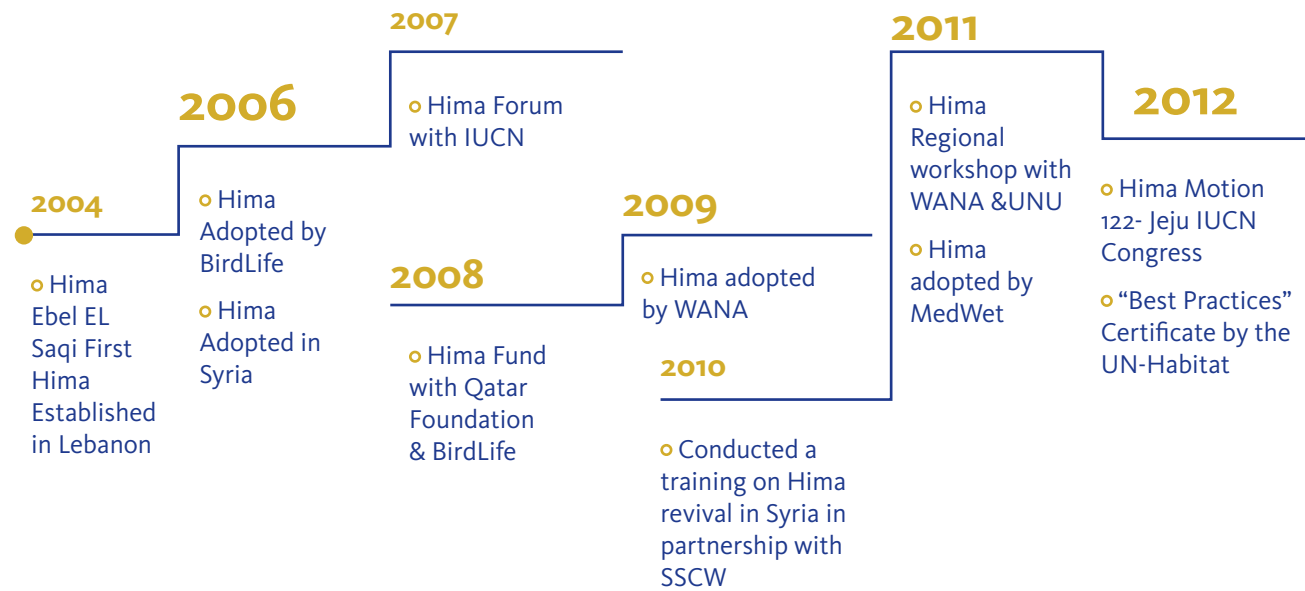 2004
○ Hima
Ebel EL
Saqi First
Hima
Established
in Lebanon
2006
○ Hima
Adopted by
BirdLife
○ Hima
Adopted in
Syria
2007
○ Hima Forum
with IUCN
2008
○ Hima Fund
with Qatar
Foundation
& BirdLife
2009
○ Hima adopted
by WANA
2010
○ Conducted a
training on Hima
revival in Syria in
partnership with
SSCW
2011
○ Hima
Regional
workshop with
WANA &UNU
○ Hima
adopted by
MedWet
2012
○ Hima Motion
122- Jeju IUCN
Congress
○ “Best Practices”
Certificate by the
UN-Habitat